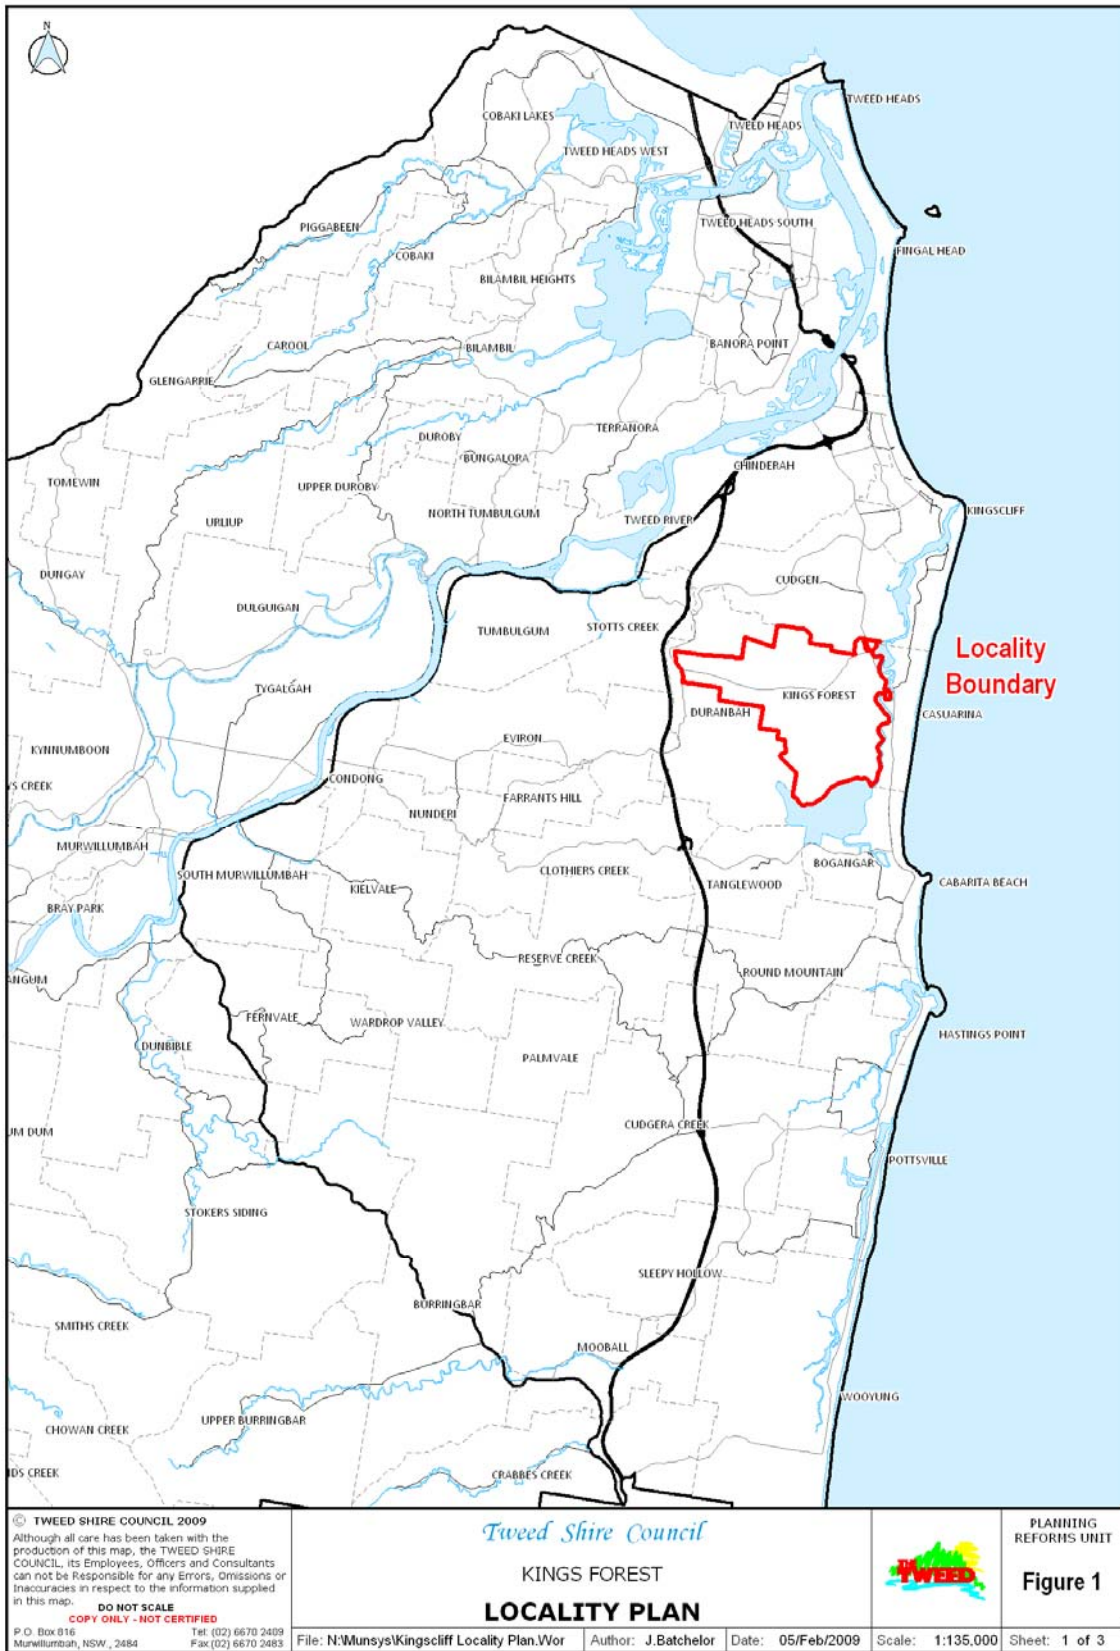 N
TWEED HEADS
COBAKI LAKES
TWEED HEADS
TWEED HEADS WEST
PIGGABEEN
TWEED HEADS SOUTH
FINGAL HEAD
COBAKI
BILAMBIL HEIGHTS
CAROOL
BILAMBIL
BANORA POINT
GLENGARRIE
DUROBY
TERRANORA
BUNGALORA
CHINDERAH
TOMEWIN
UPPER DUROBY
NORTH TUMBULGUM
TWEED RIVER
KINGSCLIFF
URLIUP
DUNGAY
CUDGEN
DULGUIGAN
TUMBULGUM
STOTTS CREEK
Locality
Boundary
TYGALGAH
KINGS FOREST
DURANBAH
CASUARINA
KYNNUMBOON
EVIRON
YS CREEK
CONDONG
FARRANTS HILL
NUNDERI
MURWILLUMBAH
BOGANGAR
SOUTH MURWILLUMBAH
CLOTHIERS CREEK
KIELVALE
TANGLEWOOD
CABARITA BEACH
BRAY PARK
RESERVE CREEK
ROUND MOUNTAIN
ANGUM
FERNVALE
WARDROP VALLEY
HASTINGS POINT
DUNBIBLE
PALMVALE
CUDGERA CREEK
UM DUM
POTTSVILLE
STOKERS SIDING
SLEEPY HOLLOW
BURRINGBAR
SMITHS CREEK
MOOBALL
WOOYUNG
UPPER BURRINGBAR
CHOWAN CREEK
IDS CREEK
CRABBES CREEK
© TWEED SHIRE COUNCIL 2009
Although all care has been taken with the
production of this map, the TWEED SHIRE
COUNCIL, its Employees, Officers and Consultants
can not be Responsible for any Errors, Omissions or
Inaccuracies in respect to the information supplied
in this map.
DO NOT SCALE
COPY ONLY - NOT CERTIFIED
P.O. Box 816
Murwillumbah, NSW., 2484
Tel: (02) 6670 2409
Fax (02) 6670 2483
Tweed Shire Council
KINGS FOREST
LOCALITY PLAN
THE TWEED
PLANNING
REFORMS UNIT
Figure 1
File: N:\Munsys\Kingscliff Locality Plan.Wor
Author: J.Batchelor
Date: 05/Feb/2009
Scale: 1:135,000
Sheet: 1 of 3